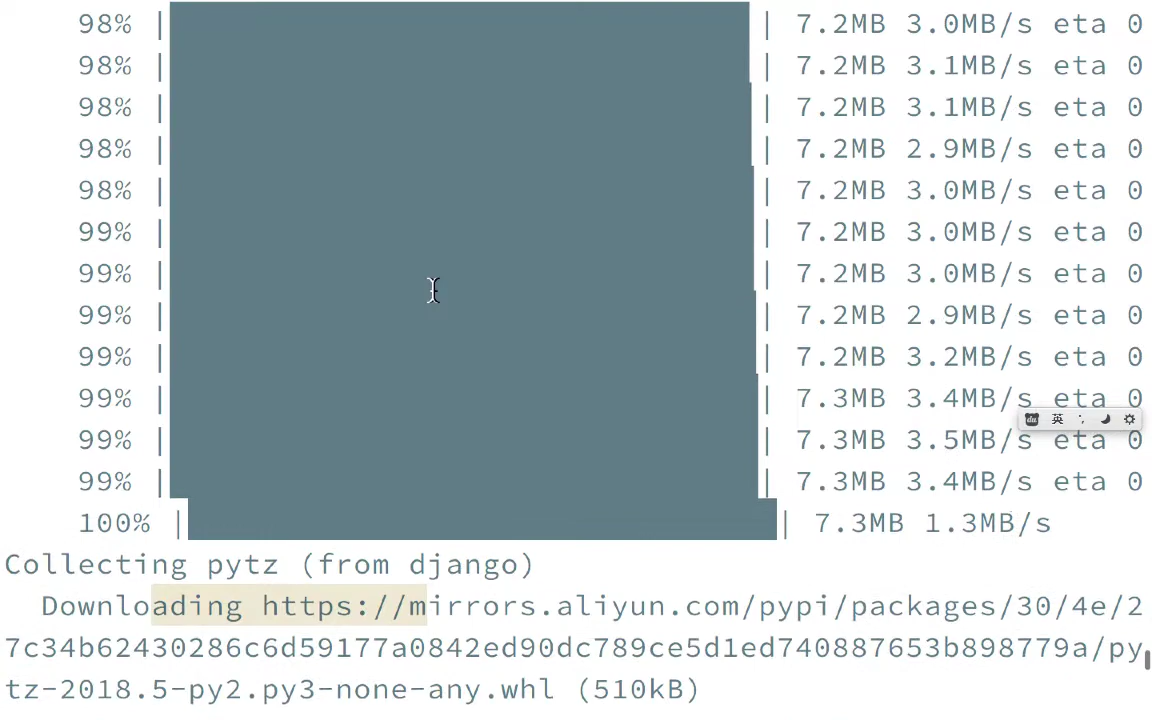 98% | | 7.2MB 3.0MB/s eta 0
98% | | 7.2MB 3.1MB/s eta 0
98% | | 7.2MB 3.1MB/s eta 0
98% | | 7.2MB 2.9MB/s eta 0
98% | | 7.2MB 3.0MB/s eta 0
99% | | 7.2MB 3.0MB/s eta 0
99% | | 7.2MB 3.0MB/s eta 0
99% | | 7.2MB 2.9MB/s eta 0
99% | | 7.2MB 3.2MB/s eta 0
99% | | 7.3MB 3.4MB/s eta 0
英
99% | | 7.3MB 3.5MB/s eta 0
99% | | 7.3MB 3.4MB/s eta 0
100% | | 7.3MB 1.3MB/s
Collecting pytz (from django)
Downloading https://mirrors.aliyun.com/pypi/packages/30/4e/2
7c34b62430286c6d59177a0842ed90dc789ce5d1ed740887653b898779a/py
tz-2018.5-py2.py3-none-any.whl (510kB)